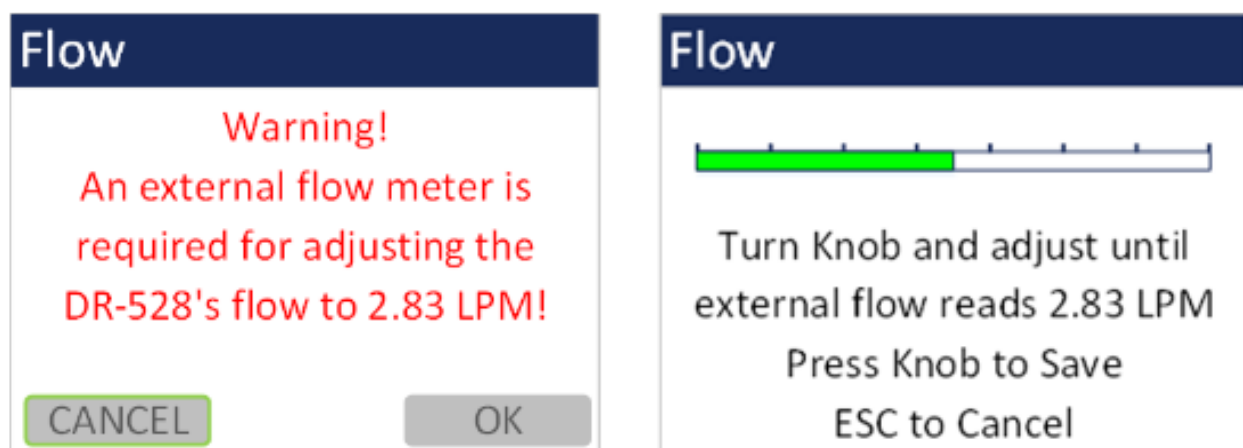 Flow
Warning!
An external flow meter is
required for adjusting the
DR-528's flow to 2.83 LPM!
CANCEL
OK
Flow
Turn Knob and adjust until
external flow reads 2.83 LPM
Press Knob to Save
ESC to Cancel